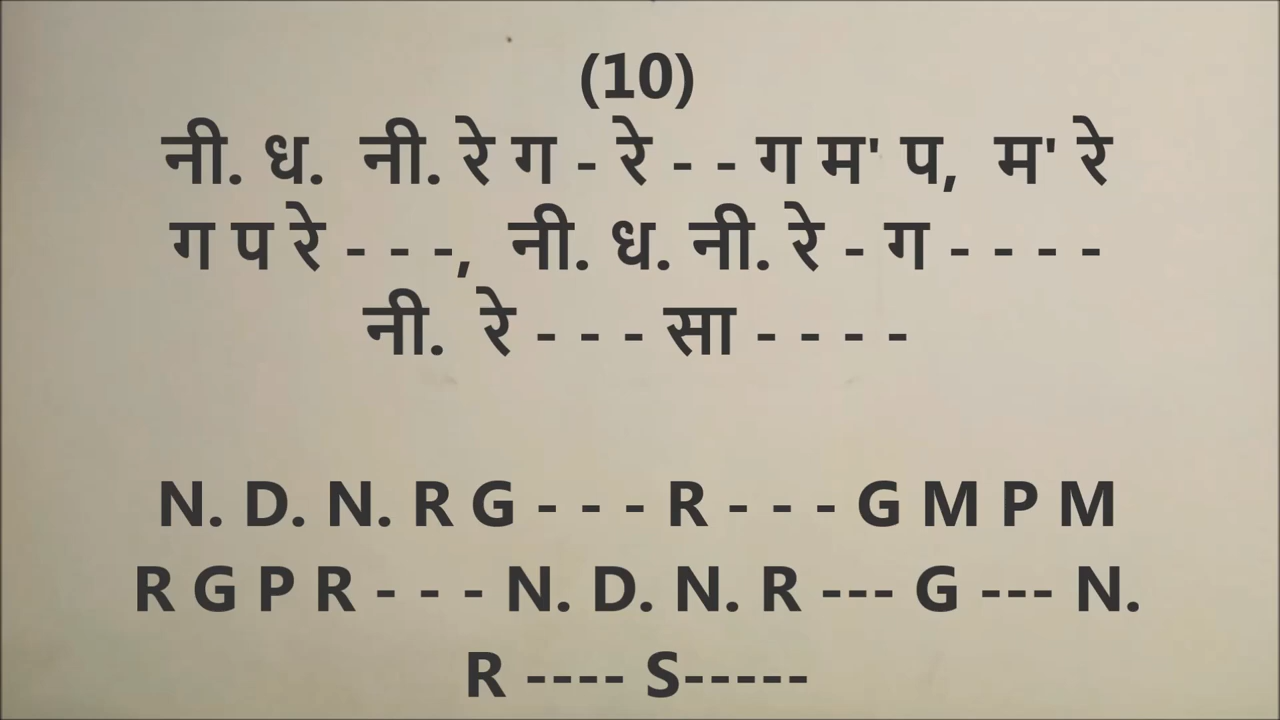 (10)
नी. ध. नी. रे ग - रे - - ग म' प, म' रे
ग प रे - - -, नी. ध. नी. रे - ग - - - -
नी. रे - - - सा - - - -
N. D. N. R G - - - R - - - G M P M
R G P R - - - N. D. N. R --- G --- N.
R ---- S-----